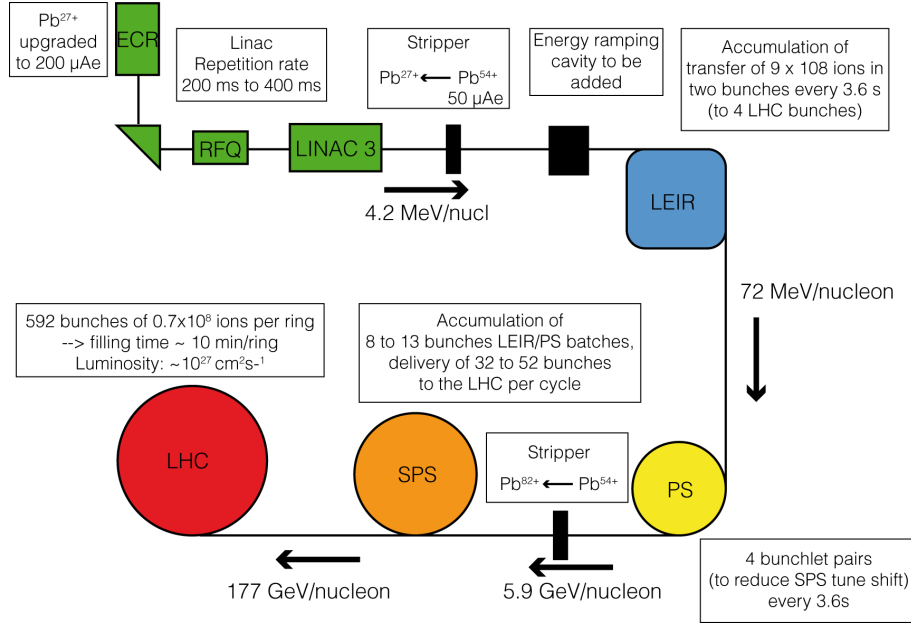 Pb²⁷⁺
upgraded
to 200 µAe
ECR
Linac
Repetition rate
200 ms to 400 ms
Stripper
Pb²⁷⁺ ← Pb⁵⁴⁺
50 µAe
Energy ramping
cavity to be
added
Accumulation of
transfer of 9 x 108 ions in
two bunches every 3.6 s
(to 4 LHC bunches)
RFQ
LINAC 3
4.2 MeV/nucl
LEIR
72 MeV/nucleon
592 bunches of 0.7x10⁸ ions per ring
--> filling time ~ 10 min/ring
Luminosity: ~10²⁷ cm²s-¹
Accumulation of
8 to 13 bunches LEIR/PS batches,
delivery of 32 to 52 bunches
to the LHC per cycle
LHC
SPS
Stripper
Pb⁸²⁺ ← Pb⁵⁴⁺
PS
177 GeV/nucleon
5.9 GeV/nucleon
4 bunchlet pairs
(to reduce SPS tune shift)
every 3.6s